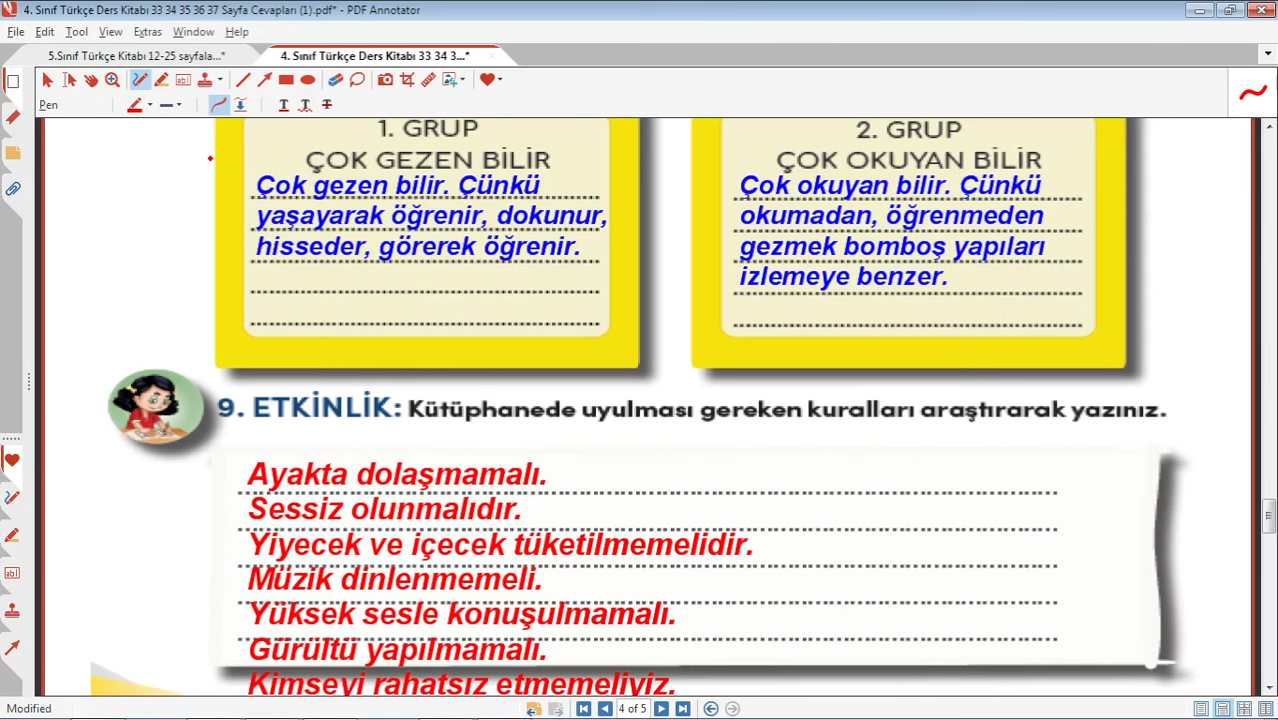 4. Sınıf Türkçe Ders Kitabı 33 34 35 36 37 Sayfa Cevapları (1).pdf* - PDF Annotator
File Edit Tool View Extras Window Help
5.Sınıf Türkçe Kitabı 12-25 sayfala...*
4. Sınıf Türkçe Ders Kitabı 33 34 3...*
Pen
1. GRUP
ÇOK GEZEN BİLİR
Çok gezen bilir. Çünkü
yaşayarak öğrenir, dokunur,
hisseder, görerek öğrenir.
2. GRUP
ÇOK OKUYAN BİLİR
Çok okuyan bilir. Çünkü
okumadan, öğrenmeden
gezmek bomboş yapıları
izlemeye benzer.
9. ETKİNLİK: Kütüphanede uyulması gereken kuralları araştırarak yazınız.
Ayakta dolaşmamalı.
Sessiz olunmalıdır.
Yiyecek ve içecek tüketilmemelidir.
Müzik dinlenmemeli.
Yüksek sesle konuşulmamalı.
Gürültü yapılmamalı.
Kimseyi rahatsız etmemeliyiz.
Modified
4 of 5